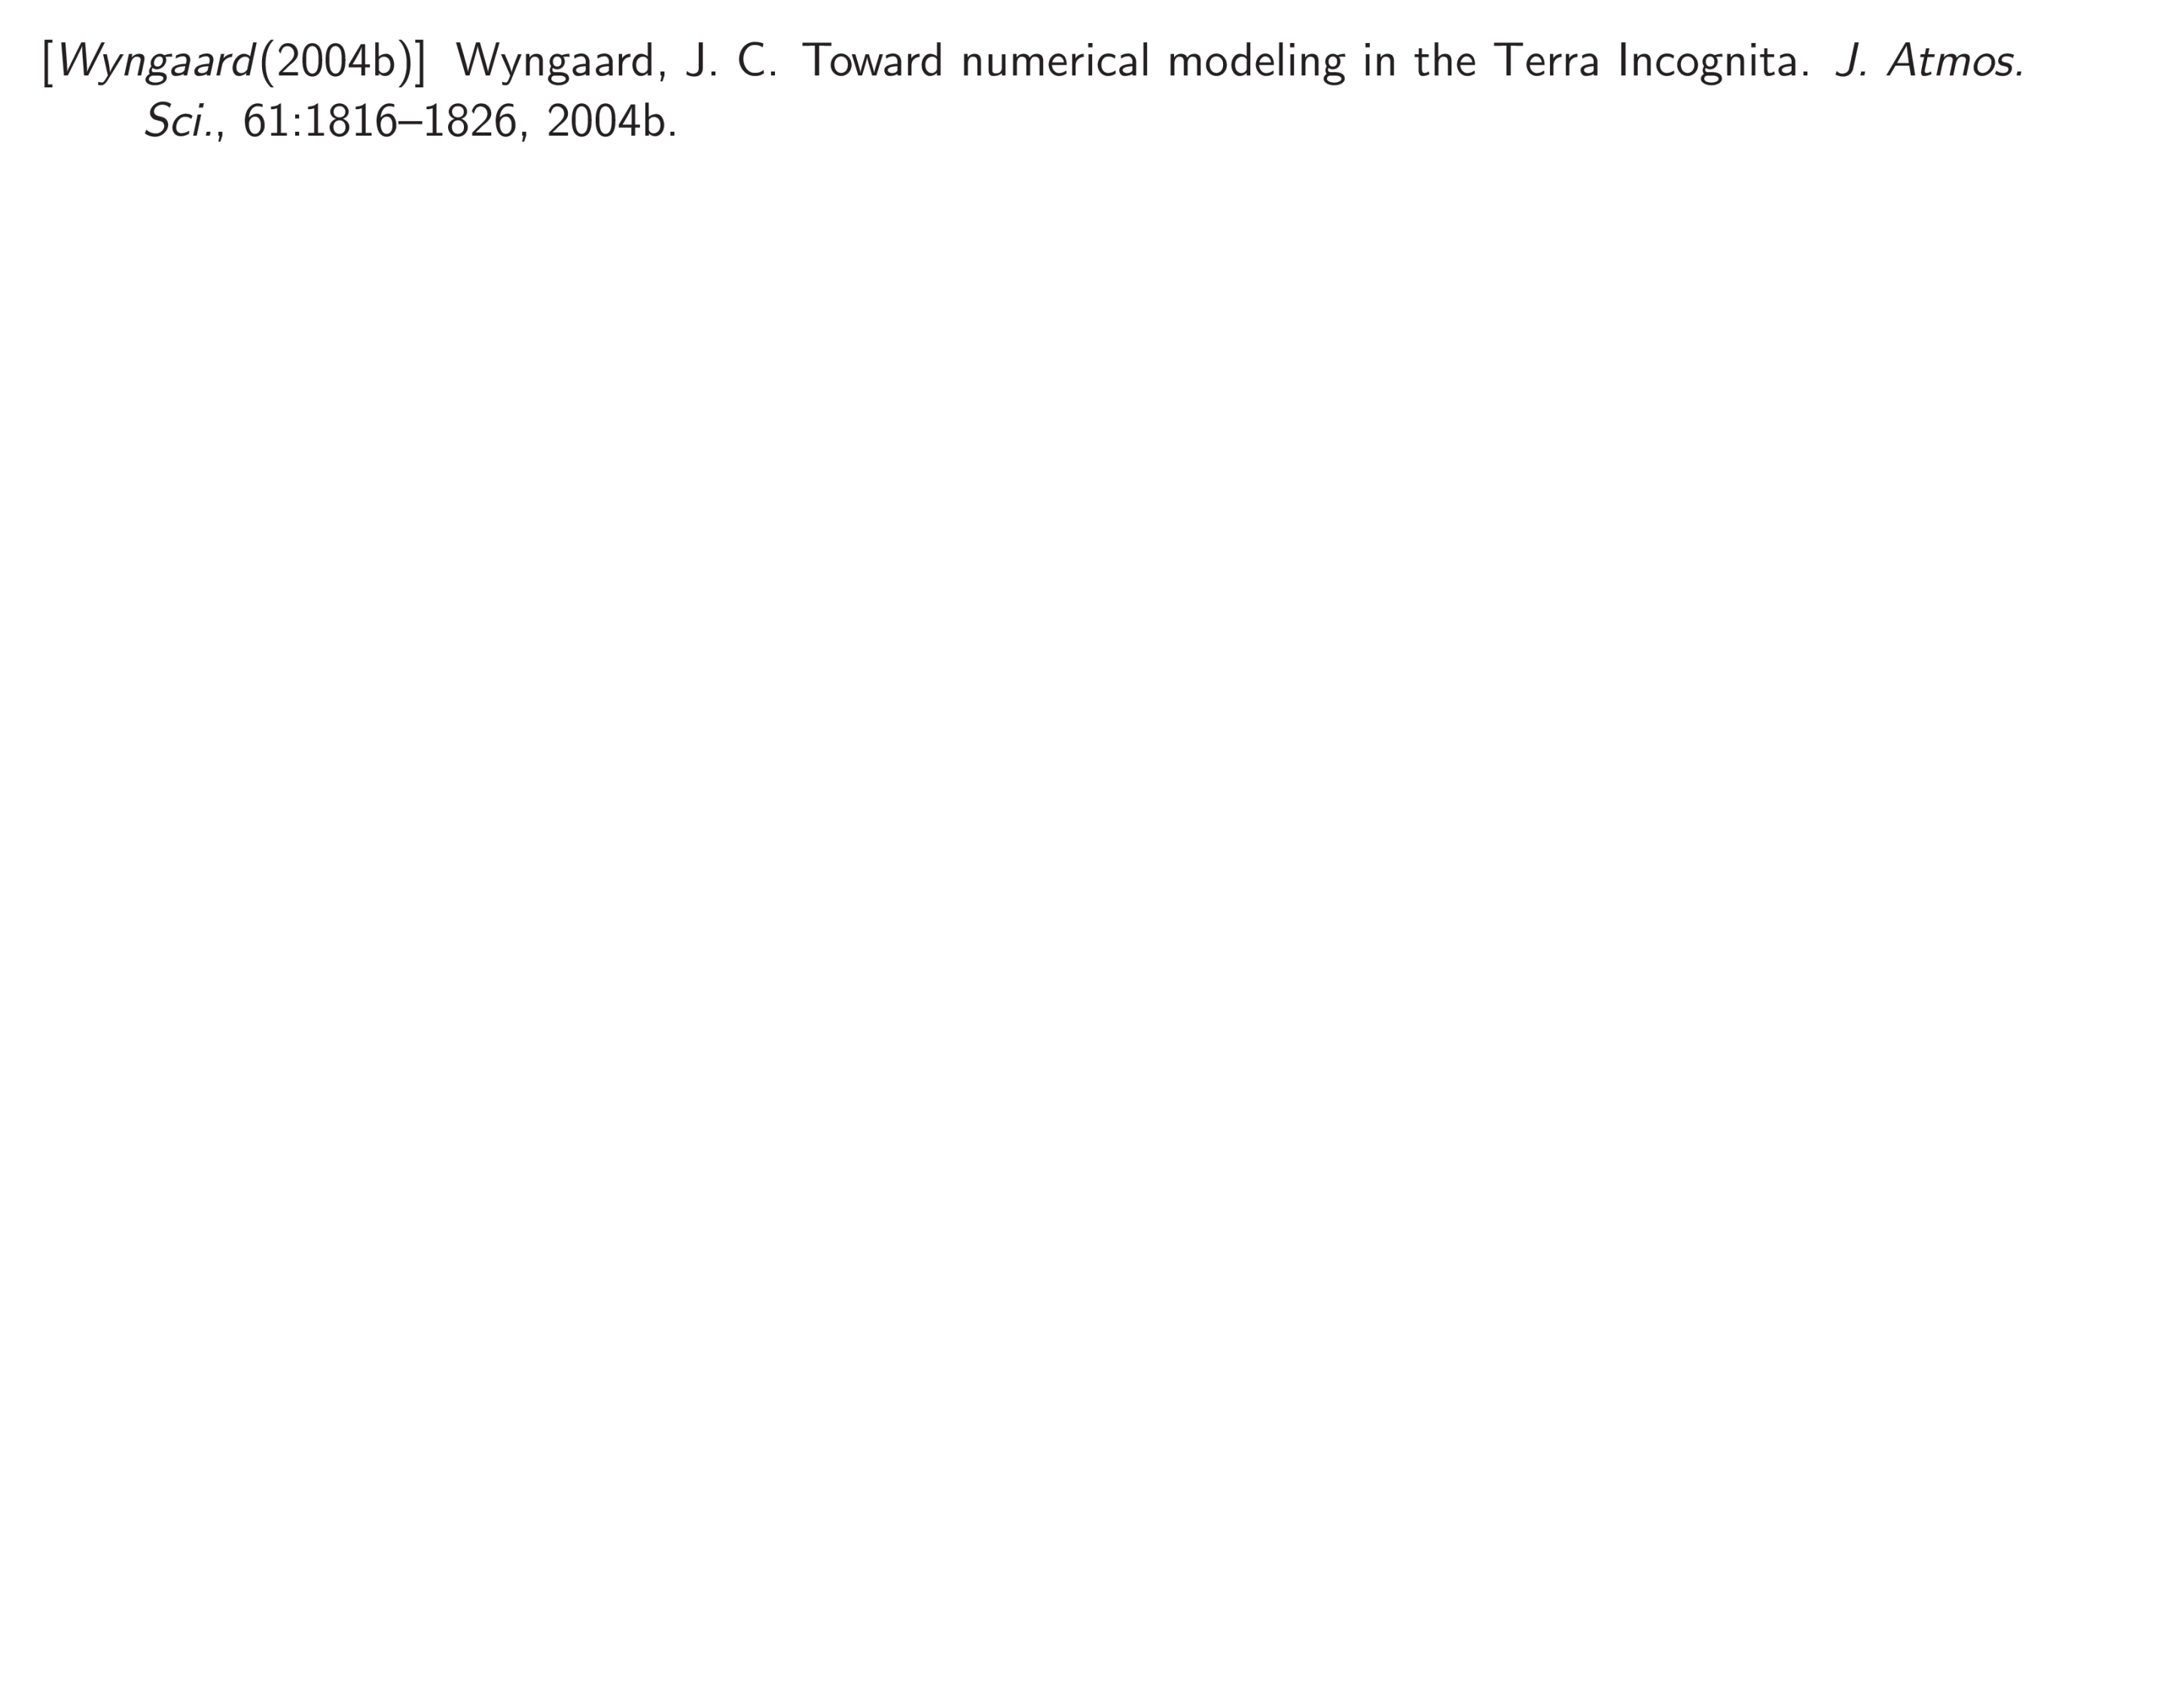 [Wyngaard(2004b)] Wyngaard, J. C. Toward numerical modeling in the Terra Incognita. J. Atmos.
Sci., 61:1816–1826, 2004b.